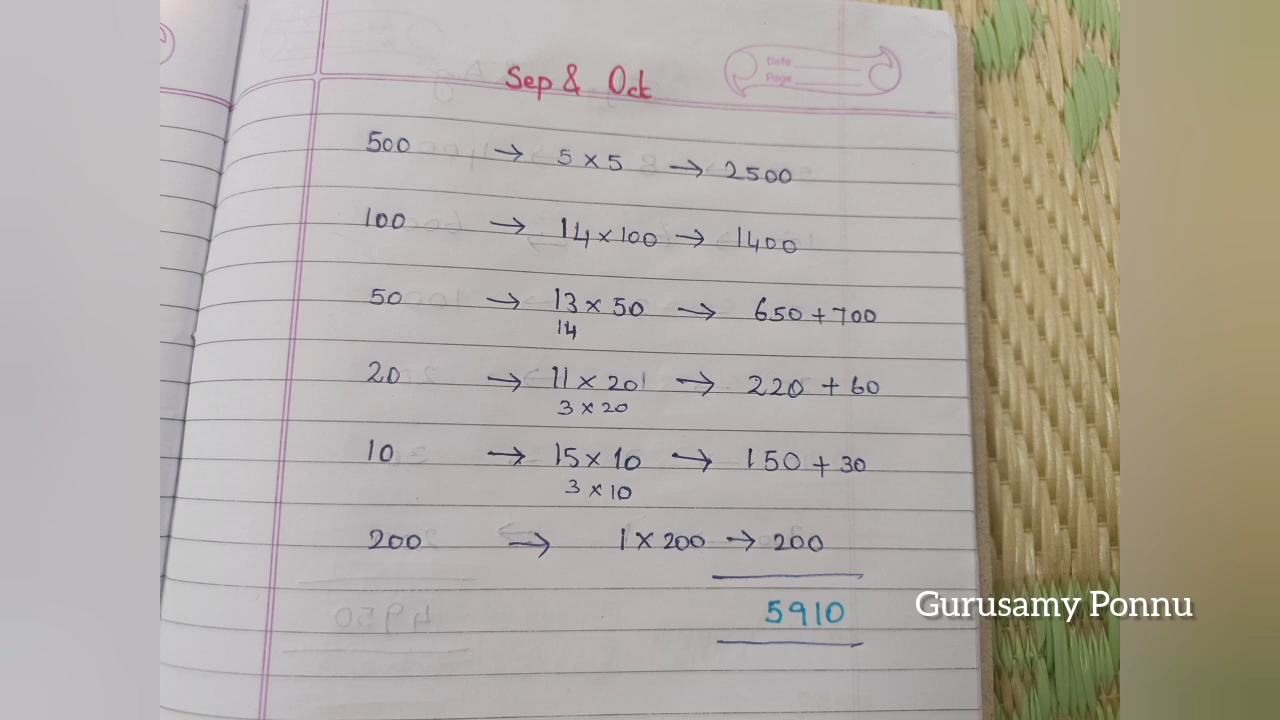 Date
Page
Sep & Oct
500 → 5 × 5 → 2500
100 → 14 × 100 → 1400
50 → 13 × 50 → 650 + 700
14
20 → 11 × 20 → 220 + 60
3 × 20
10 → 15 × 10 → 150 + 30
3 × 10
200 → 1 × 200 → 200
5910
Gurusamy Ponnu